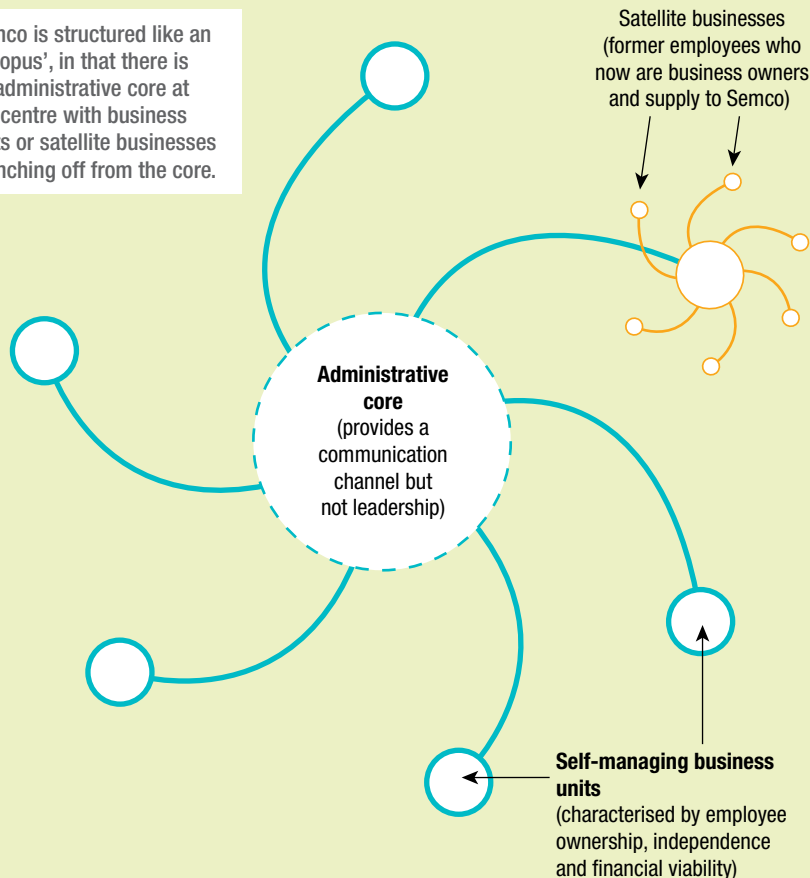 mco is structured like an
opus’, in that there is
administrative core at
centre with business
ts or satellite businesses
nching off from the core.
Satellite businesses
(former employees who
now are business owners
and supply to Semco)
Administrative
core
(provides a
communication
channel but
not leadership)
Self-managing business
units
(characterised by employee
ownership, independence
and financial viability)